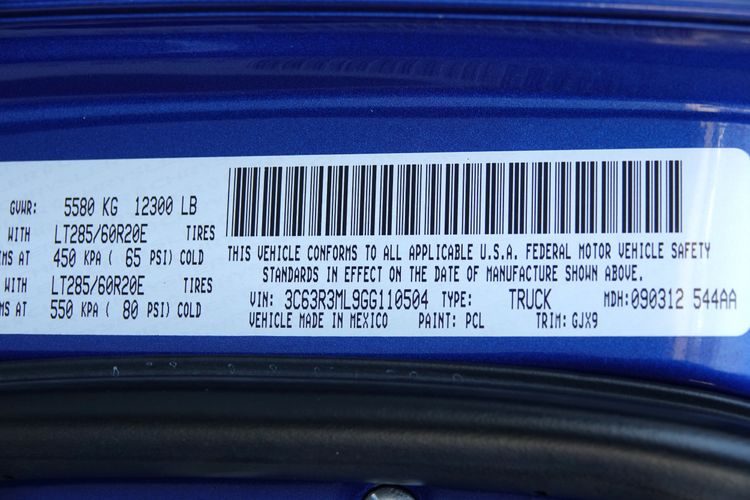 GVWR: 5580 KG 12300 LB
WITH LT285/60R20E TIRES
MS AT 450 KPA ( 65 PSI) COLD
WITH LT285/60R20E TIRES
MS AT 550 KPA ( 80 PSI) COLD
THIS VEHICLE CONFORMS TO ALL APPLICABLE U.S.A. FEDERAL MOTOR VEHICLE SAFETY
STANDARDS IN EFFECT ON THE DATE OF MANUFACTURE SHOWN ABOVE.
VIN: 3C63R3ML9GG110504 TYPE: TRUCK MDH: 090312 544AA
VEHICLE MADE IN MEXICO PAINT: PCL TRIM: GJX9